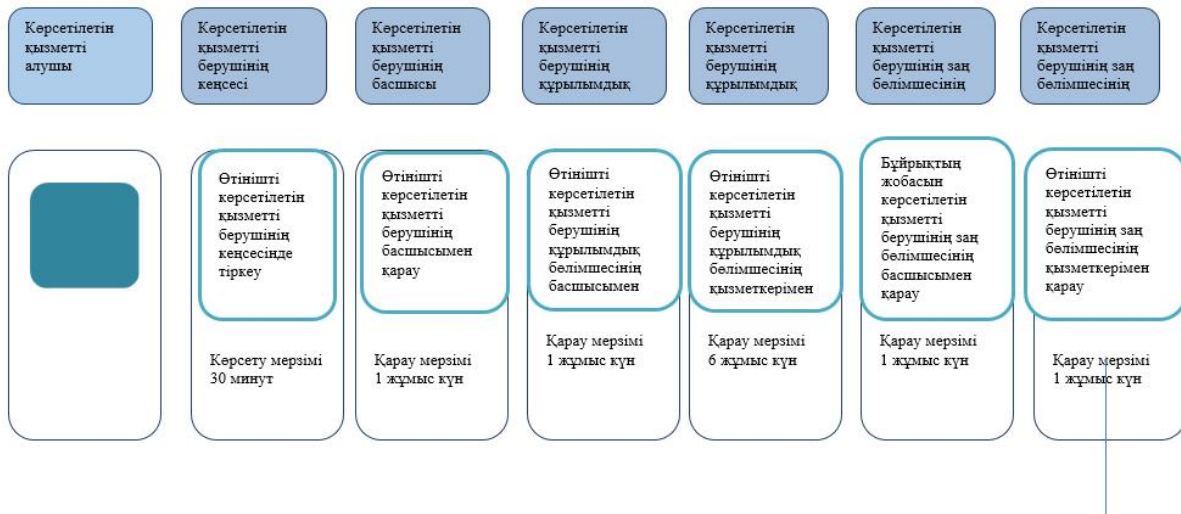 Көрсетілетін
қызметті
алушы
Көрсетілетін
қызметті
берушінің
кеңсесі
Көрсетілетін
қызметті
берушінің
басшысы
Көрсетілетін
қызметті
берушінің
құрылымдық
Көрсетілетін
қызметті
берушінің
құрылымдық
Көрсетілетін
қызметті
берушінің заң
бөлімшесінің
Көрсетілетін
қызметті
берушінің заң
бөлімшесінің
Өтінішті
көрсетілетін
қызметті
берушінің
кеңсесінде
тіркеу
Көрсету мерзімі
30 минут
Өтінішті
көрсетілетін
қызметті
берушінің
басшысымен
қарау
Қарау мерзімі
1 жұмыс күн
Өтінішті
көрсетілетін
қызметті
берушінің
құрылымдық
бөлімшесінің
басшысымен
Қарау мерзімі
1 жұмыс күн
Өтінішті
көрсетілетін
қызметті
берушінің
құрылымдық
бөлімшесінің
қызметкерімен
Қарау мерзімі
6 жұмыс күн
Бұйрықтың
жобасын
көрсетілетін
қызметті
берушінің заң
бөлімшесінің
басшысымен
қарау
Қарау мерзімі
1 жұмыс күн
Өтінішті
көрсетілетін
қызметті
берушінің заң
бөлімшесінің
қызметкерімен
қарау
Қарау мерзімі
1 жұмыс күн